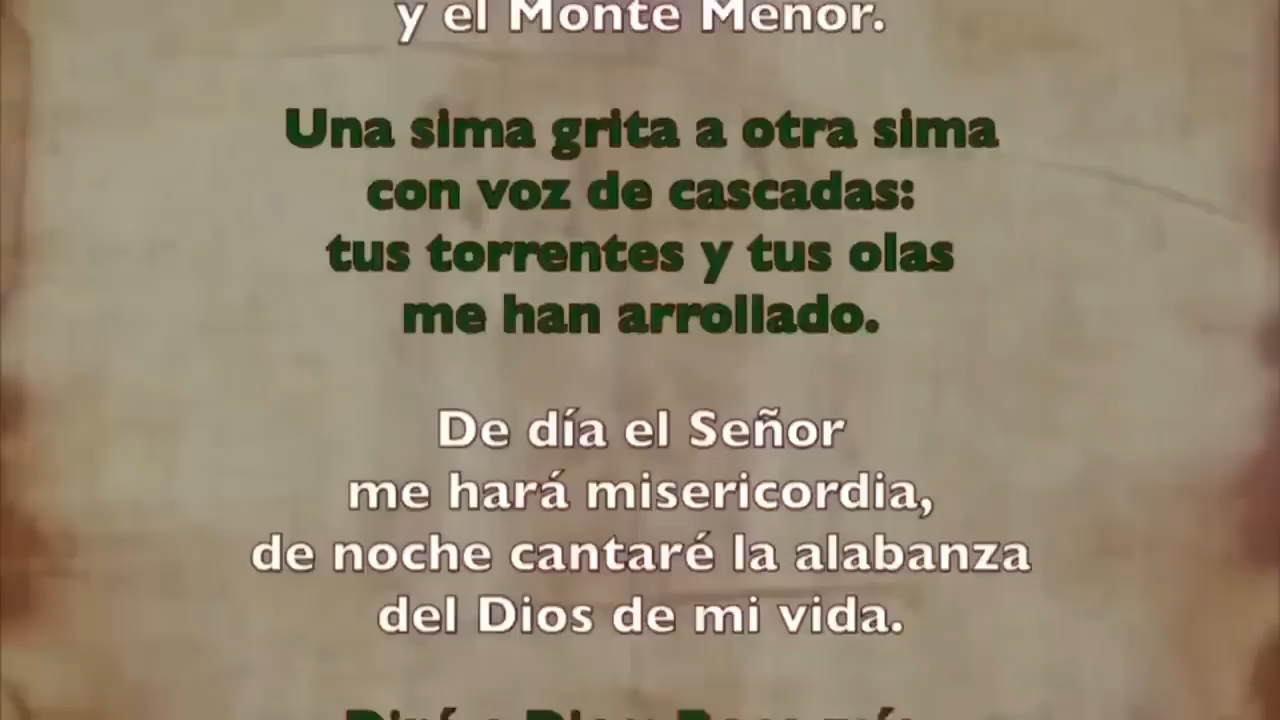 y el Monte Menor.
Una sima grita a otra sima
con voz de cascadas:
tus torrentes y tus olas
me han arrollado.
De día el Señor
me hará misericordia,
de noche cantaré la alabanza
del Dios de mi vida.